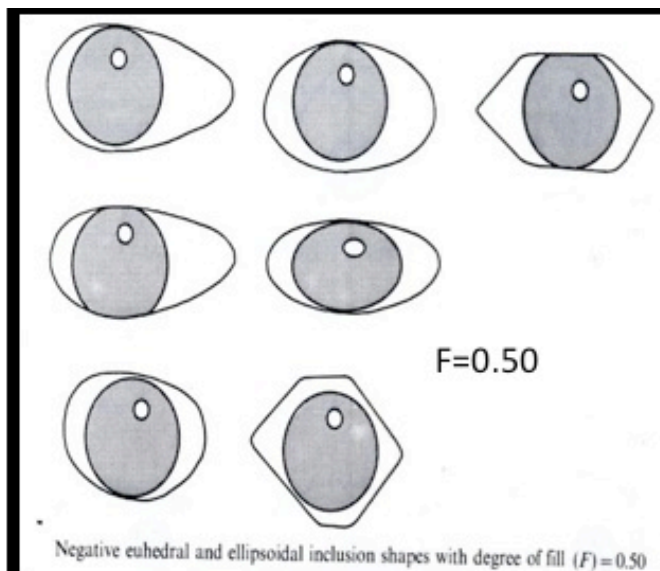 F=0.50
Negative euhedral and ellipsoidal inclusion shapes with degree of fill (F) = 0.50